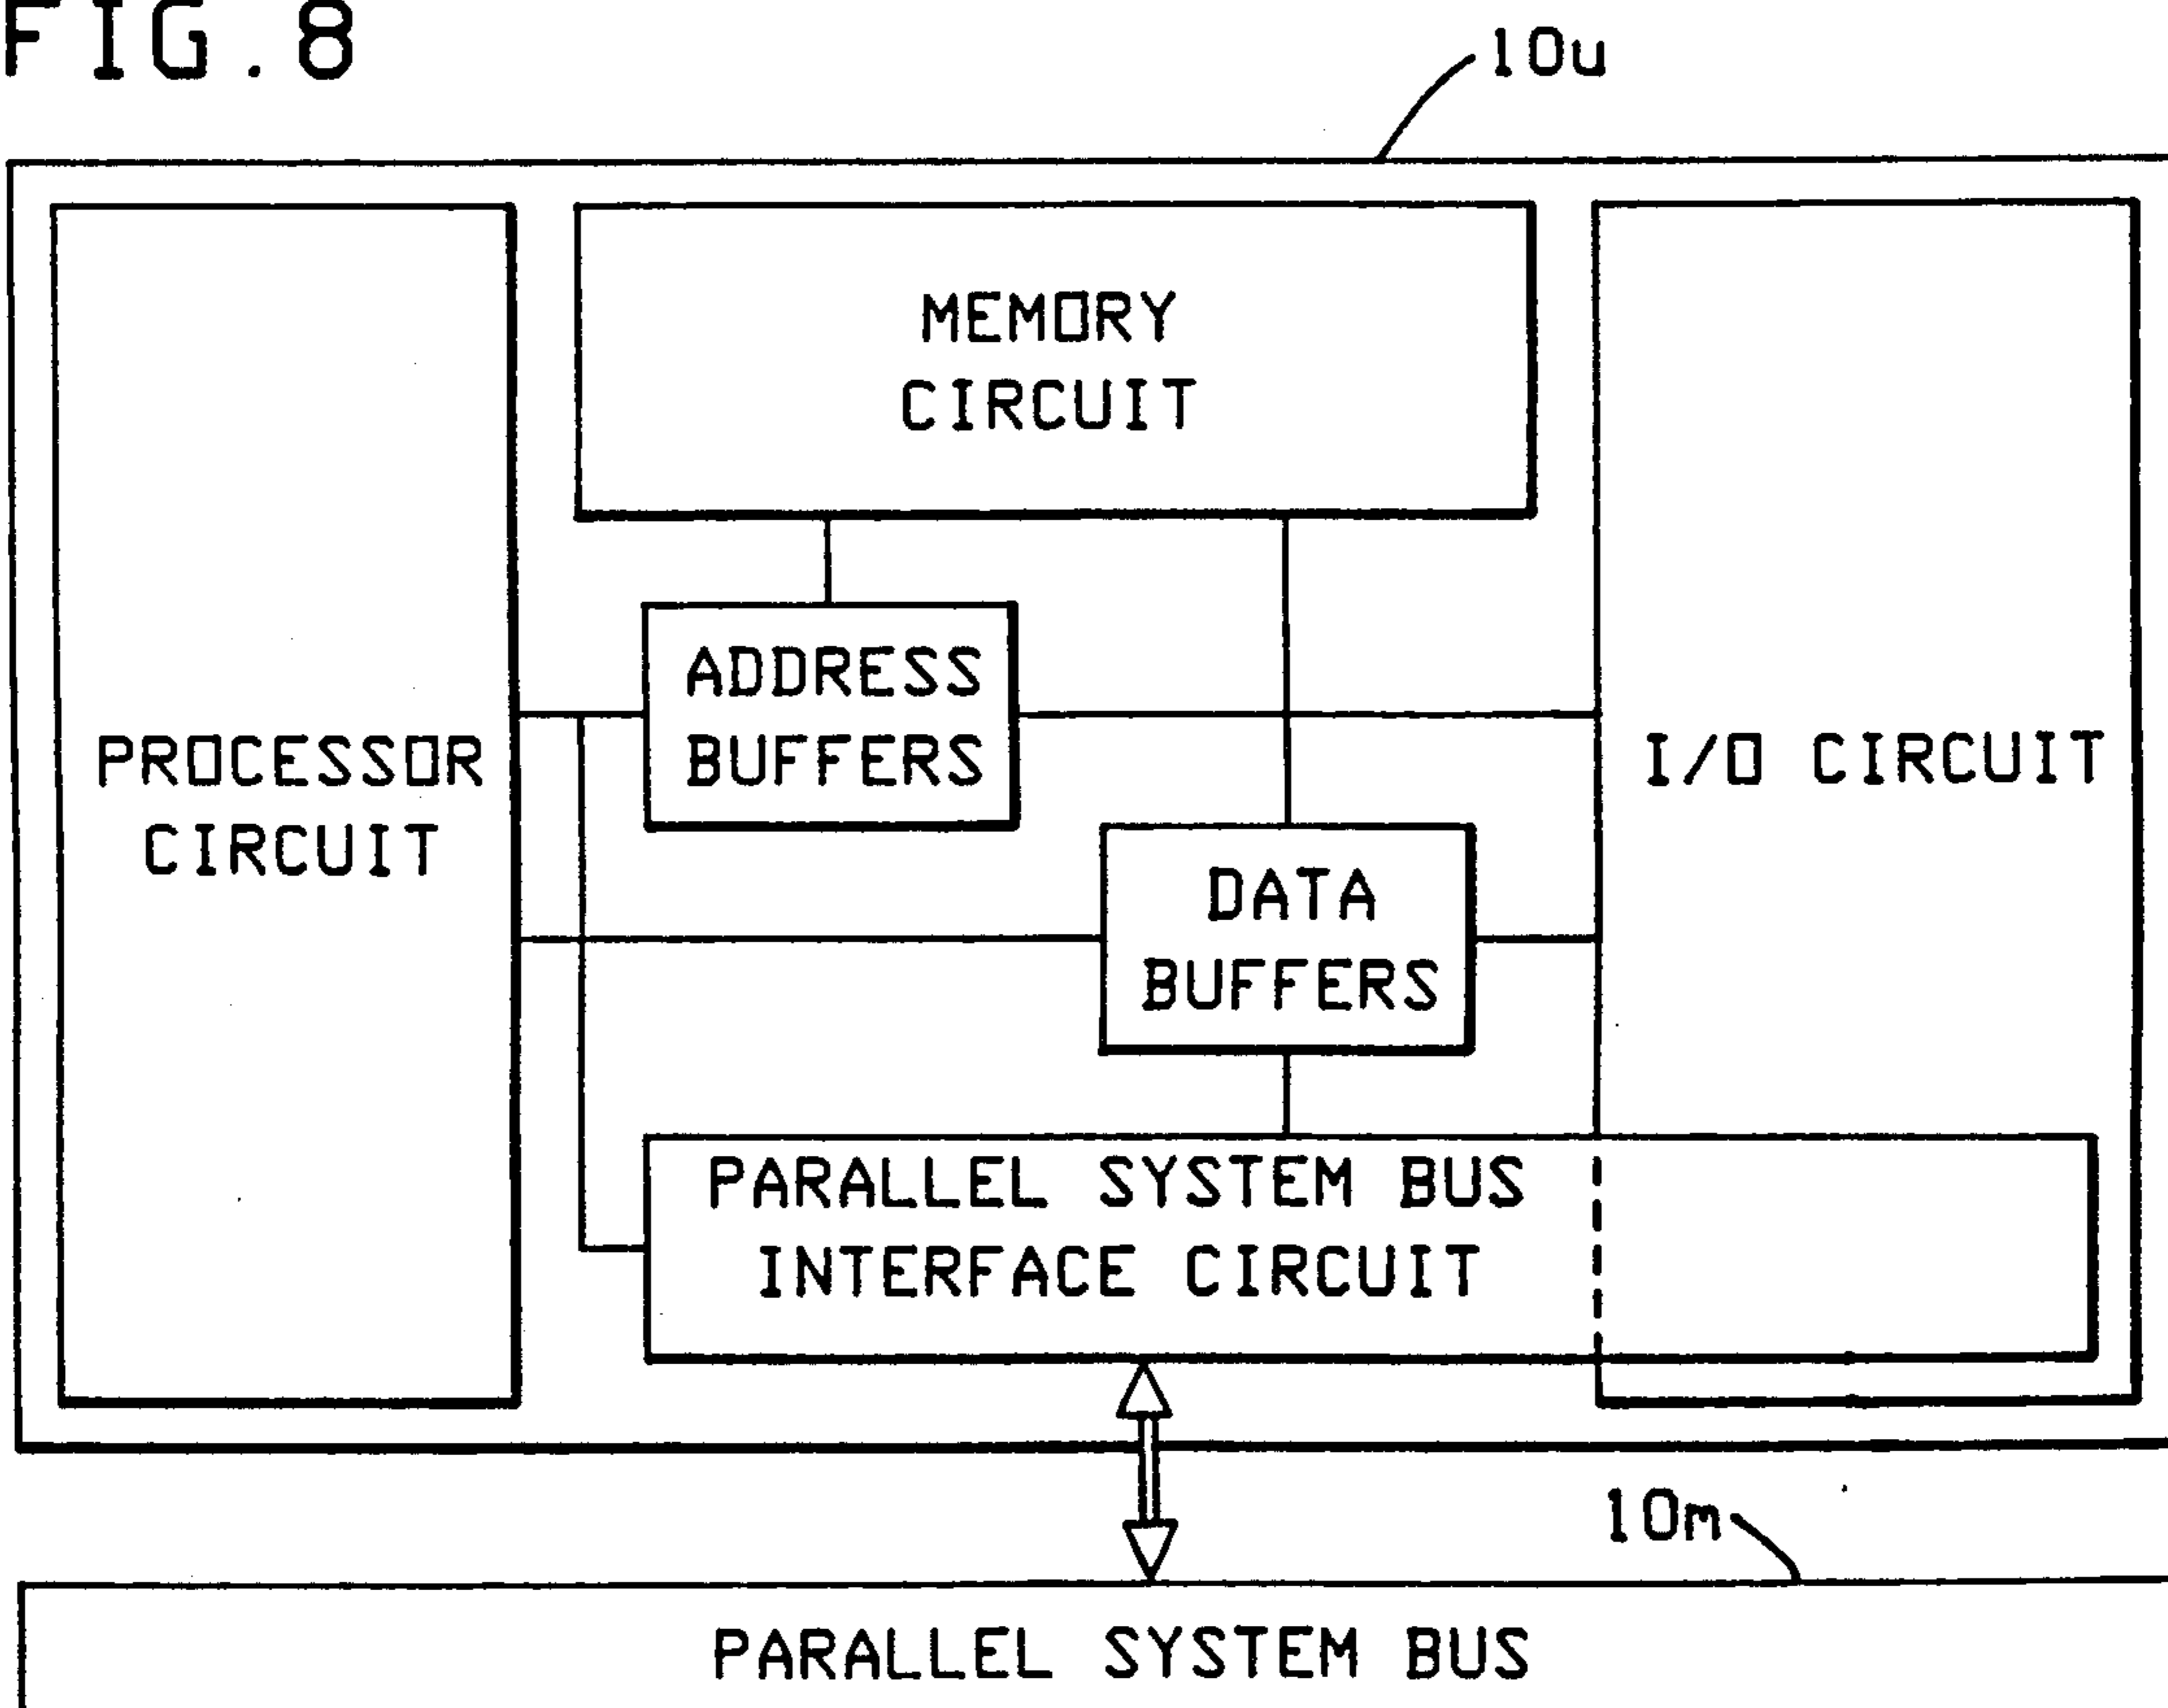 FIG.8
10u
MEMORY
CIRCUIT
ADDRESS
BUFFERS
PROCESSOR
CIRCUIT
I/O CIRCUIT
DATA
BUFFERS
PARALLEL SYSTEM BUS
INTERFACE CIRCUIT
10m
PARALLEL SYSTEM BUS